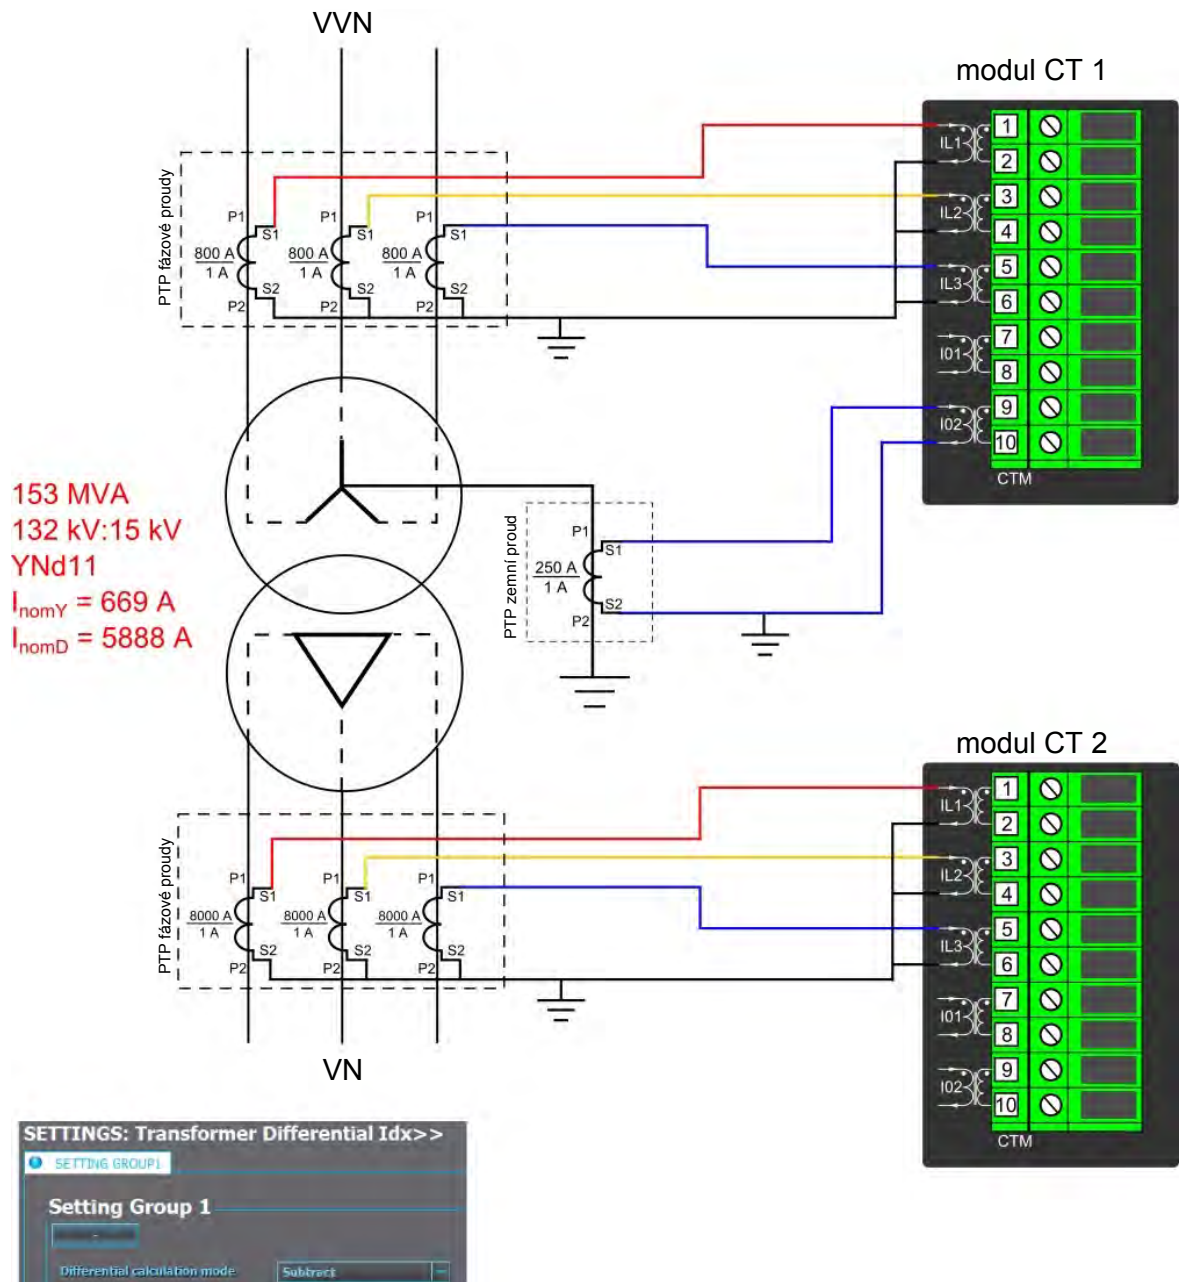 VVN
modul CT 1
PTP fázové proudy
P1
S1
800 A
1 A
S2
P2
P1
S1
800 A
1 A
S2
P2
P1
S1
800 A
1 A
S2
P2
IL1
IL2
IL3
I01
I02
1
2
3
4
5
6
7
8
9
10
CTM
153 MVA
132 kV:15 kV
YNd11
InomY = 669 A
InomD = 5888 A
PTP zemní proud
P1
S1
250 A
1 A
S2
P2
modul CT 2
PTP fázové proudy
P1
S1
8000 A
1 A
S2
P2
P1
S1
8000 A
1 A
S2
P2
P1
S1
8000 A
1 A
S2
P2
IL1
IL2
IL3
I01
I02
1
2
3
4
5
6
7
8
9
10
CTM
VN
SETTINGS: Transformer Differential Idx>>
SETTING GROUP1
Setting Group 1
-
Differential calculation mode
Subtract